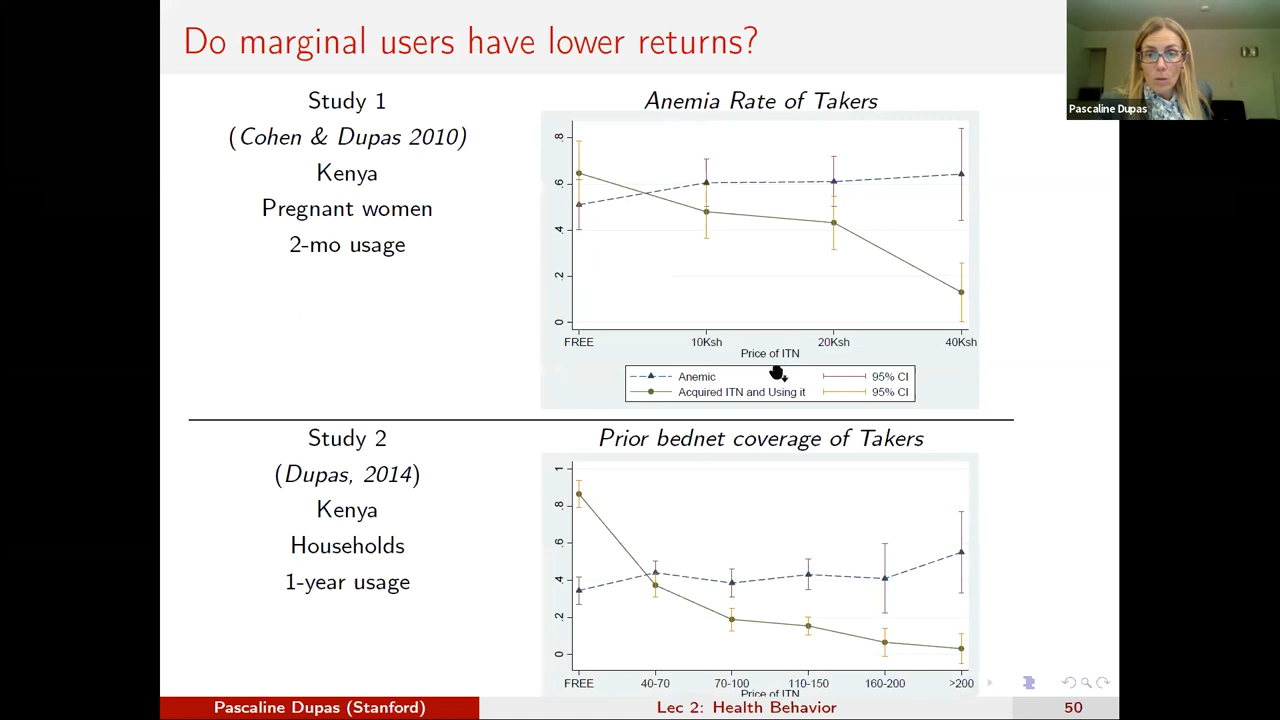 Do marginal users have lower returns?
Pascaline Dupas
Study 1
(Cohen & Dupas 2010)
Kenya
Pregnant women
2-mo usage
Anemia Rate of Takers
.8
.6
.4
.2
0
FREE 10Ksh 20Ksh 40Ksh
Price of ITN
Anemic 95% CI
Acquired ITN and Using it 95% CI
Study 2
(Dupas, 2014)
Kenya
Households
1-year usage
Prior bednet coverage of Takers
1
.8
.6
.4
.2
0
FREE 40-70 70-100 110-150 160-200 >200
Price of ITN
Pascaline Dupas (Stanford) Lec 2: Health Behavior 50